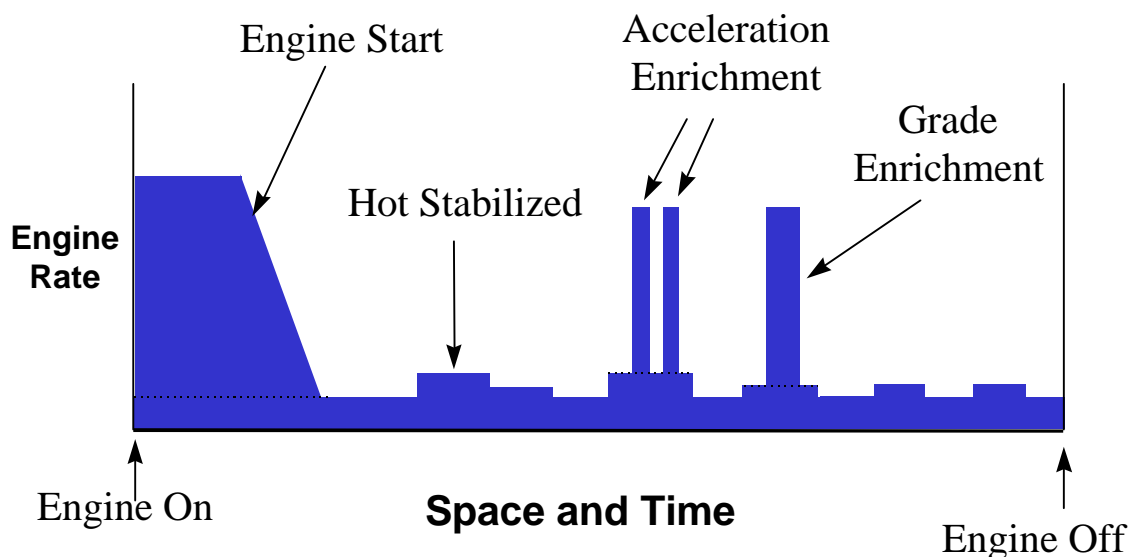 Engine Start
Acceleration
Enrichment
Grade
Enrichment
Hot Stabilized
Engine
Rate
Engine On
Space and Time
Engine Off